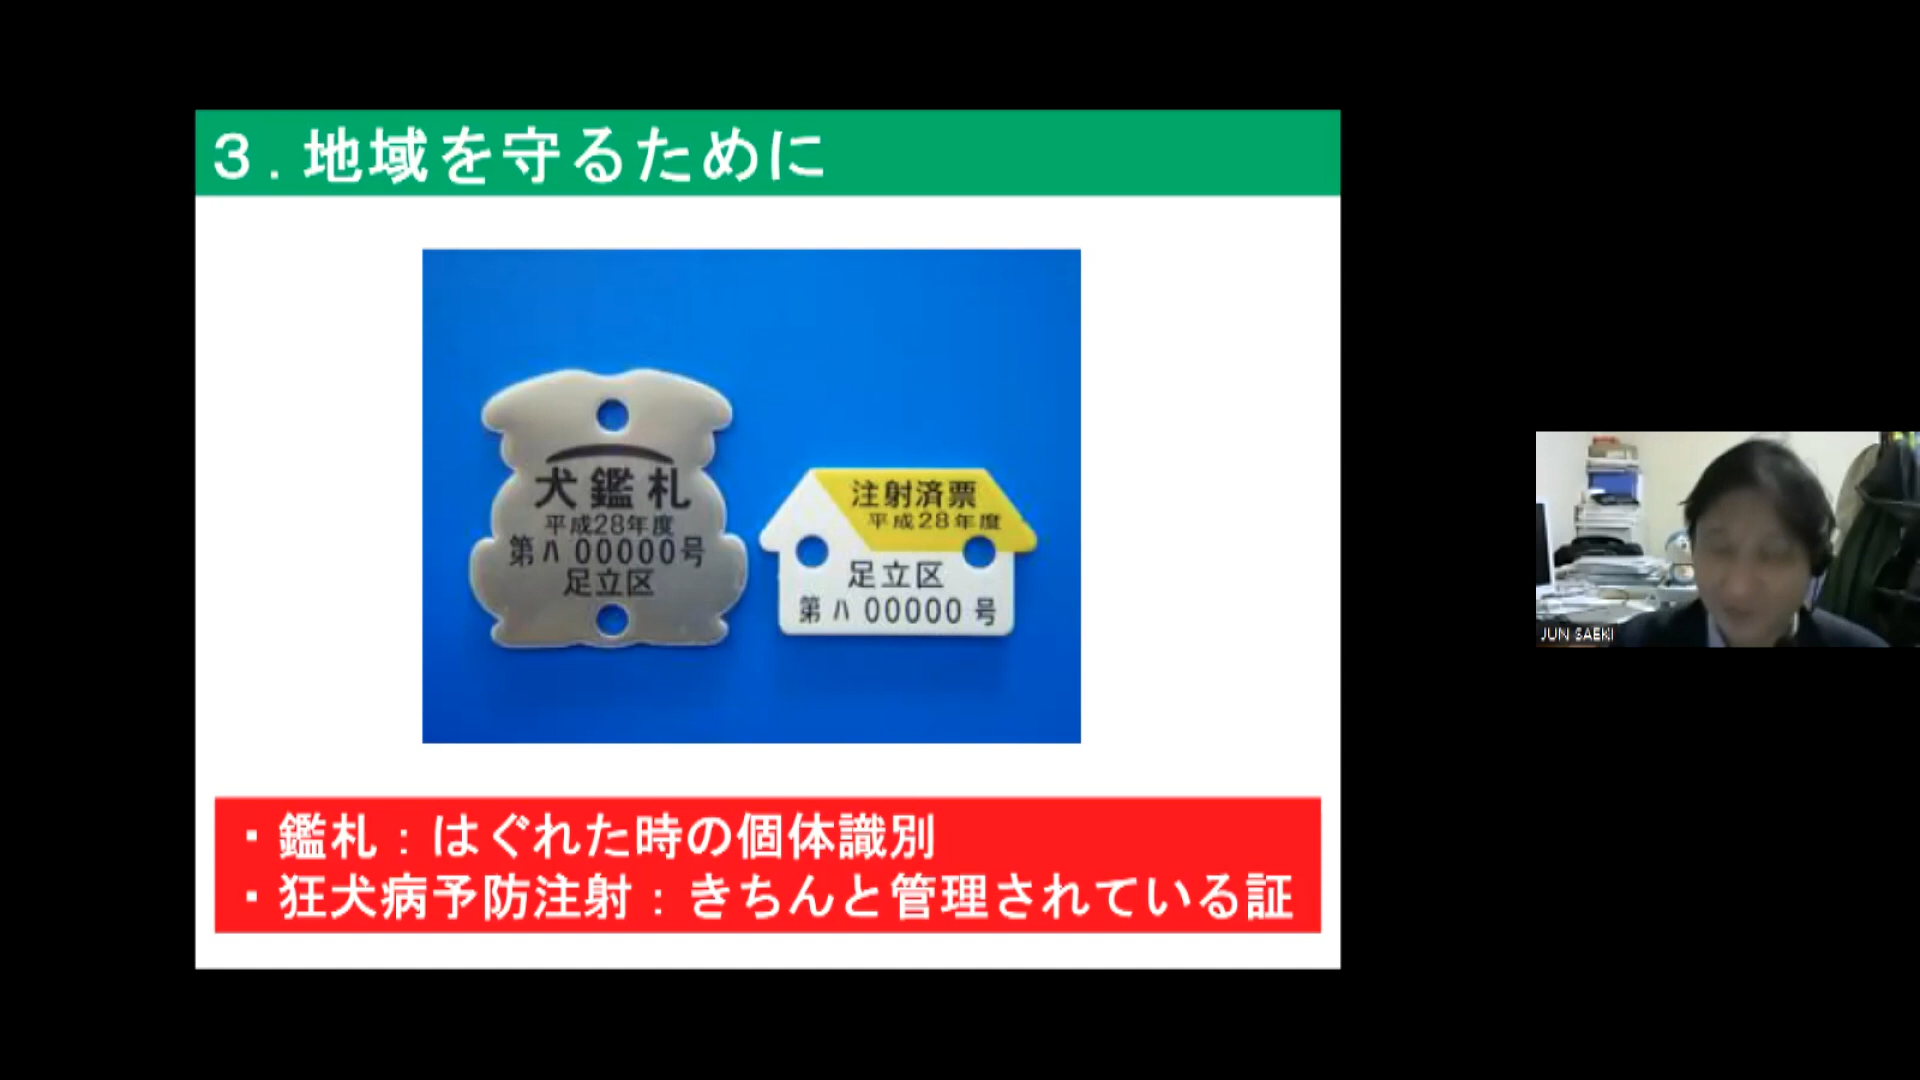 ３．地域を守るために
犬鑑札
平成28年度
第ハ 00000号
足立区
注射済票
平成28年度
足立区
第ハ 00000 号
・鑑札：はぐれた時の個体識別
・狂犬病予防注射：きちんと管理されている証
JUN SAEKI